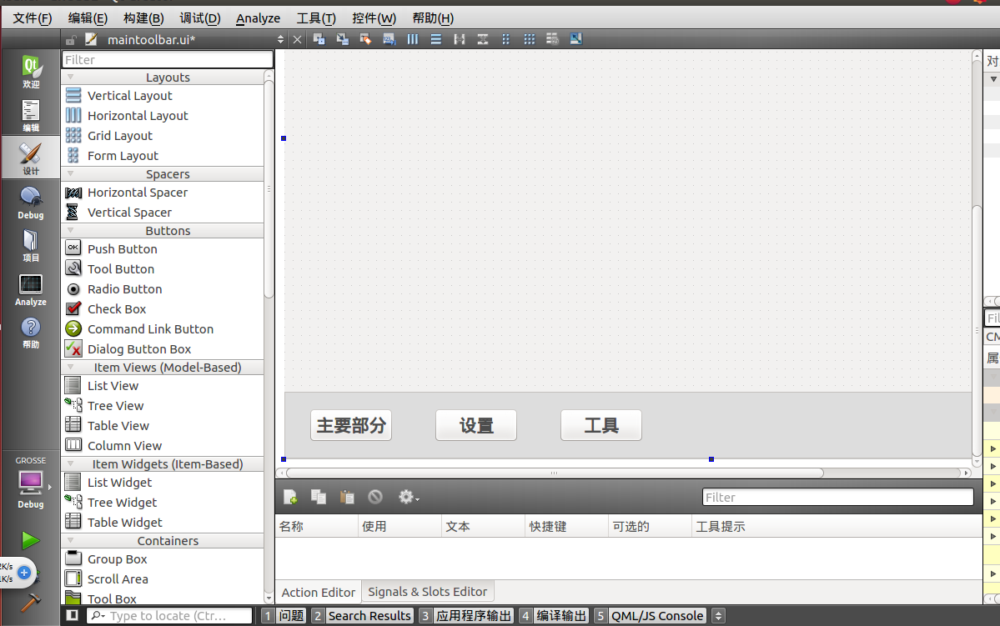 文件(F) 编辑(E) 构建(B) 调试(D) Analyze 工具(T) 控件(W) 帮助(H)
maintoolbar.ui*
欢迎
编辑
设计
Debug
项目
Analyze
帮助
GROSSE
Debug
2K/s
1K/s
Filter
Layouts
Vertical Layout
Horizontal Layout
Grid Layout
Form Layout
Spacers
Horizontal Spacer
Vertical Spacer
Buttons
OK
Push Button
Tool Button
Radio Button
Check Box
Command Link Button
Dialog Button Box
Item Views (Model-Based)
List View
Tree View
Table View
Column View
Item Widgets (Item-Based)
List Widget
Tree Widget
Table Widget
Containers
Group Box
Scroll Area
Tool Box
主要部分 设置 工具
Filter
名称 使用 文本 快捷键 可选的 工具提示
Action Editor Signals & Slots Editor
对
Fil
CM
属
Type to locate (Ctr...
1 问题 2 Search Results 3 应用程序输出 4 编译输出 5 QML/JS Console